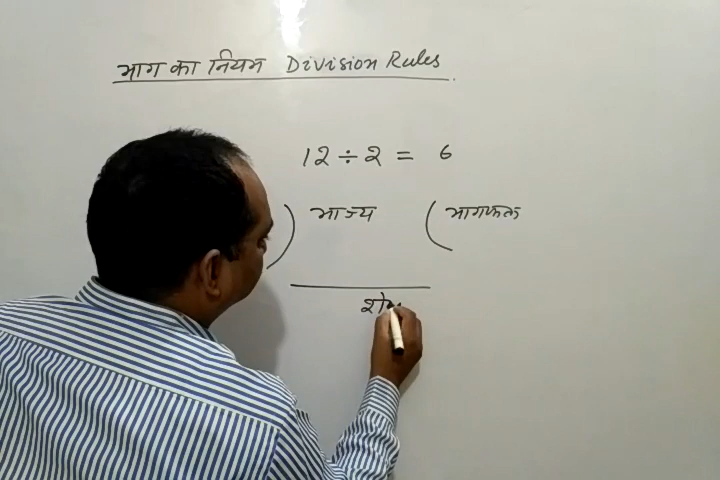 भाग का नियम Division Rules
12 ÷ 2 = 6
) भाज्य ( भागफल